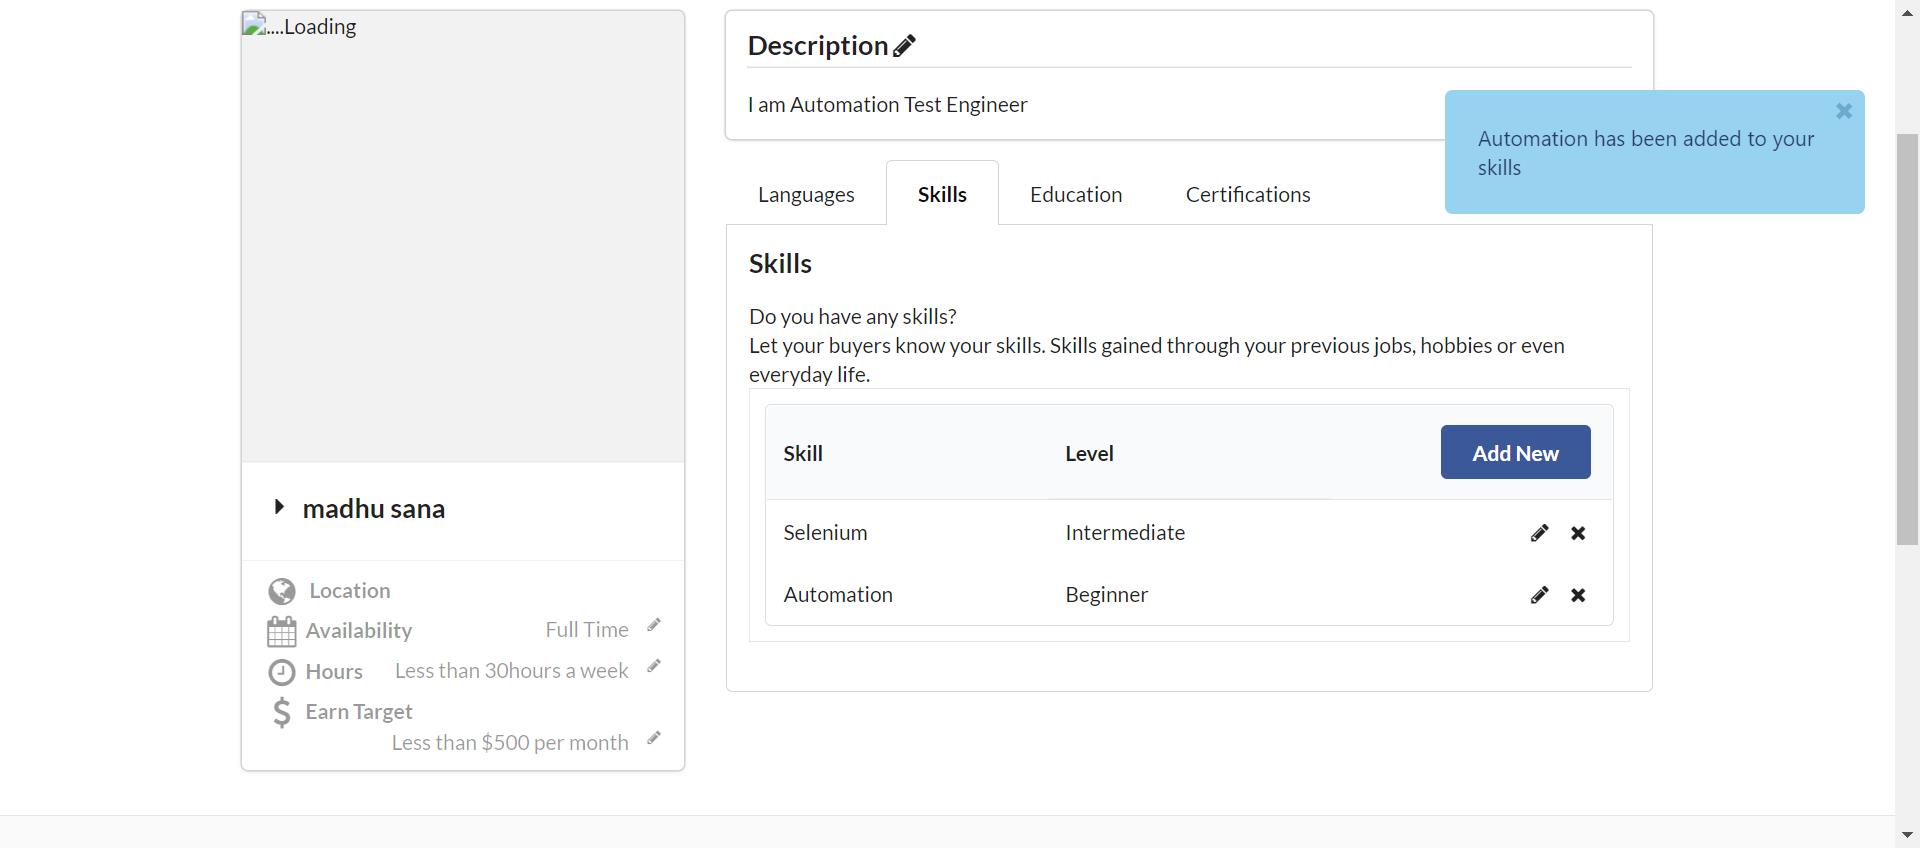 ....Loading
Description
I am Automation Test Engineer
Automation has been added to your
skills
Languages
Skills
Education
Certifications
Skills
Do you have any skills?
Let your buyers know your skills. Skills gained through your previous jobs, hobbies or even
everyday life.
Skill Level Add New
Selenium Intermediate
Automation Beginner
madhu sana
Location
Availability Full Time
Hours Less than 30hours a week
Earn Target
Less than $500 per month